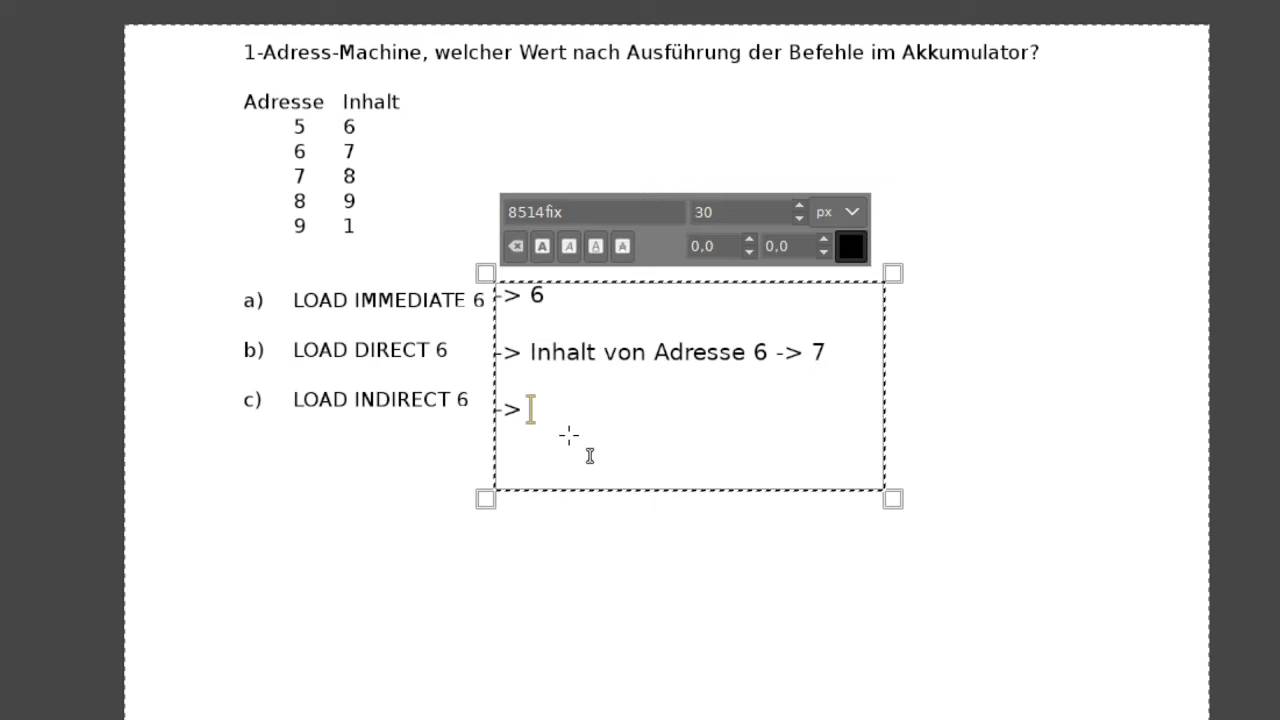 1-Adress-Machine, welcher Wert nach Ausführung der Befehle im Akkumulator?
Adresse Inhalt
5 6
6 7
7 8
8 9
9 1
8514fix 30 px
0,0 0,0
a) LOAD IMMEDIATE 6 -> 6
b) LOAD DIRECT 6 -> Inhalt von Adresse 6 -> 7
c) LOAD INDIRECT 6 ->